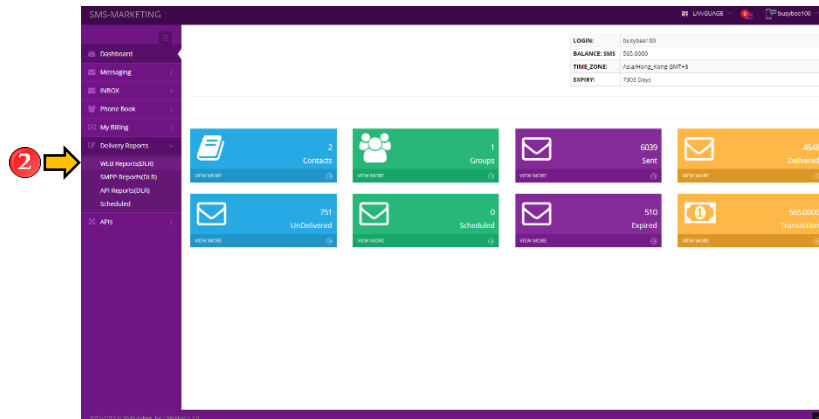 SMS-MARKETING
LANGUAGE
busybee100
LOGIN: busybee100
BALANCE: SMS 565.0000
TIME_ZONE: Asia/Hong_Kong GMT+8
EXPIRY: 7303 Days
Dashboard
Messaging
INBOX
Phone Book
My Billing
Delivery Reports
WEB Reports(DLR)
SMPP Reports(DLR)
API Reports(DLR)
Scheduled
APIs
2
2
Contacts
VIEW MORE
1
Groups
VIEW MORE
6039
Sent
VIEW MORE
4648
Delivered
VIEW MORE
751
UnDelivered
VIEW MORE
0
Scheduled
VIEW MORE
510
Expired
VIEW MORE
565.0000
Transaction
VIEW MORE